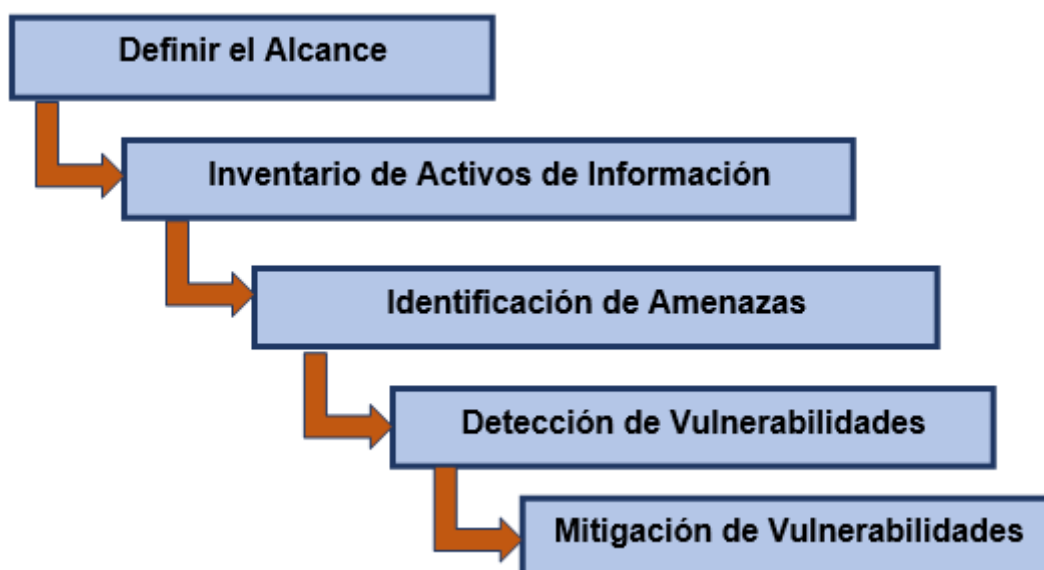 Definir el Alcance
Inventario de Activos de Información
Identificación de Amenazas
Detección de Vulnerabilidades
Mitigación de Vulnerabilidades